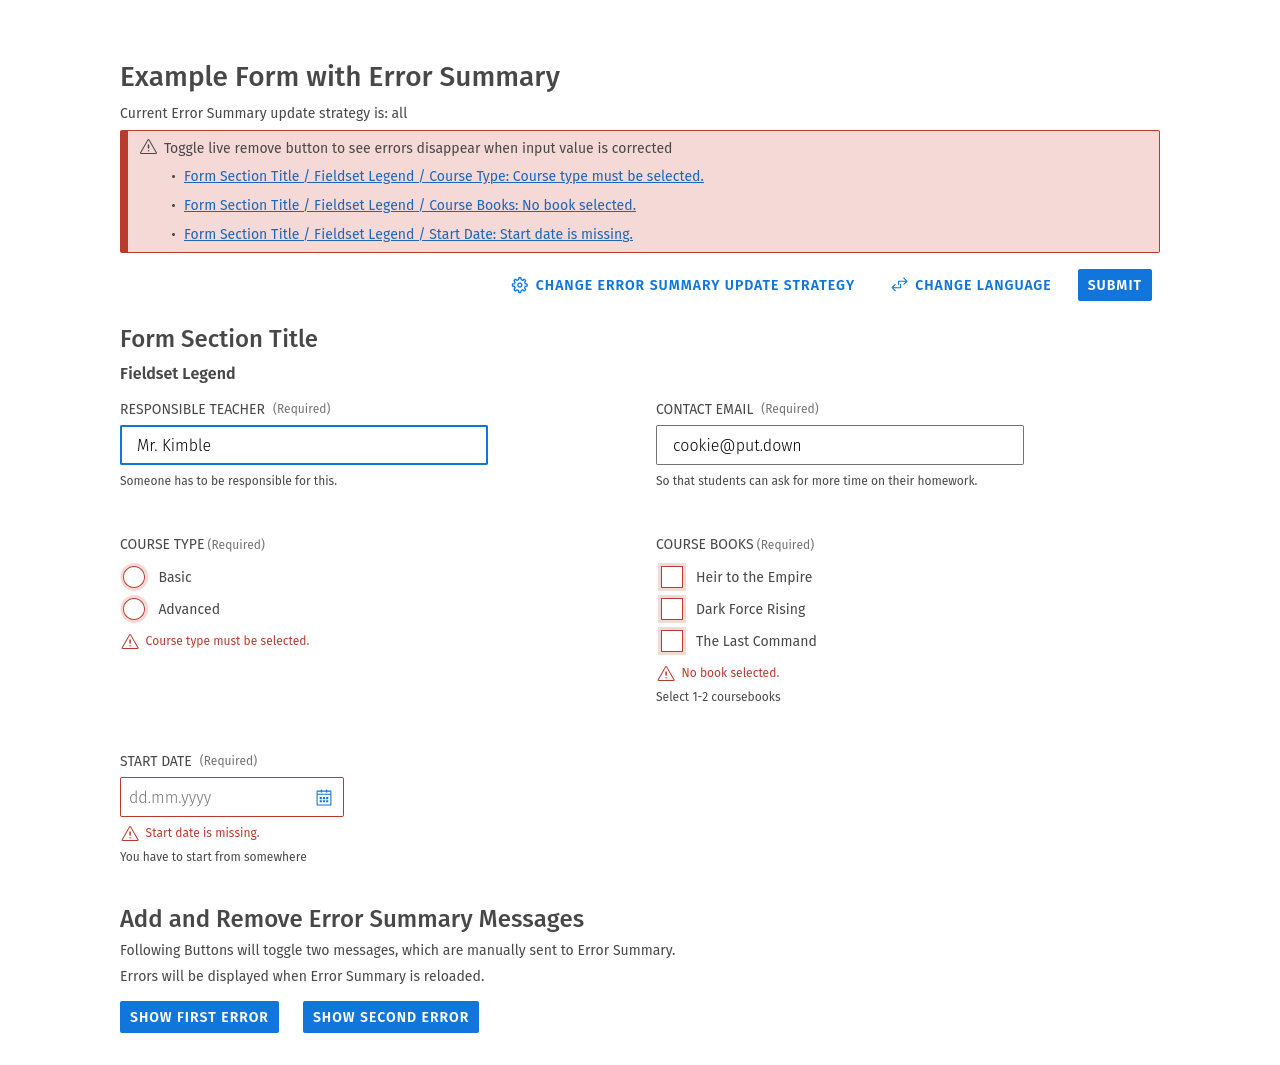 Example Form with Error Summary
Current Error Summary update strategy is: all
Toggle live remove button to see errors disappear when input value is corrected
• Form Section Title / Fieldset Legend / Course Type: Course type must be selected.
• Form Section Title / Fieldset Legend / Course Books: No book selected.
• Form Section Title / Fieldset Legend / Start Date: Start date is missing.
CHANGE ERROR SUMMARY UPDATE STRATEGY CHANGE LANGUAGE SUBMIT
Form Section Title
Fieldset Legend
RESPONSIBLE TEACHER (Required)
Mr. Kimble
Someone has to be responsible for this.
CONTACT EMAIL (Required)
cookie@put.down
So that students can ask for more time on their homework.
COURSE TYPE (Required)
Basic
Advanced
Course type must be selected.
COURSE BOOKS (Required)
Heir to the Empire
Dark Force Rising
The Last Command
No book selected.
Select 1-2 coursebooks
START DATE (Required)
dd.mm.yyyy
Start date is missing.
You have to start from somewhere
Add and Remove Error Summary Messages
Following Buttons will toggle two messages, which are manually sent to Error Summary.
Errors will be displayed when Error Summary is reloaded.
SHOW FIRST ERROR SHOW SECOND ERROR